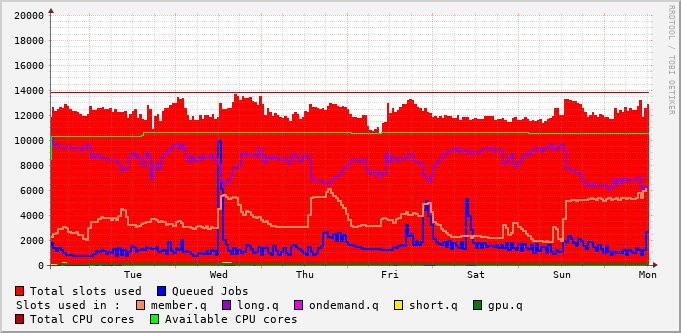 RRDTOOL / TOBI OETIKER
20000
18000
16000
14000
12000
10000
8000
6000
4000
2000
0
Tue Wed Thu Fri Sat Sun Mon
Total slots used Queued Jobs
Slots used in : member.q long.q ondemand.q short.q gpu.q
Total CPU cores Available CPU cores